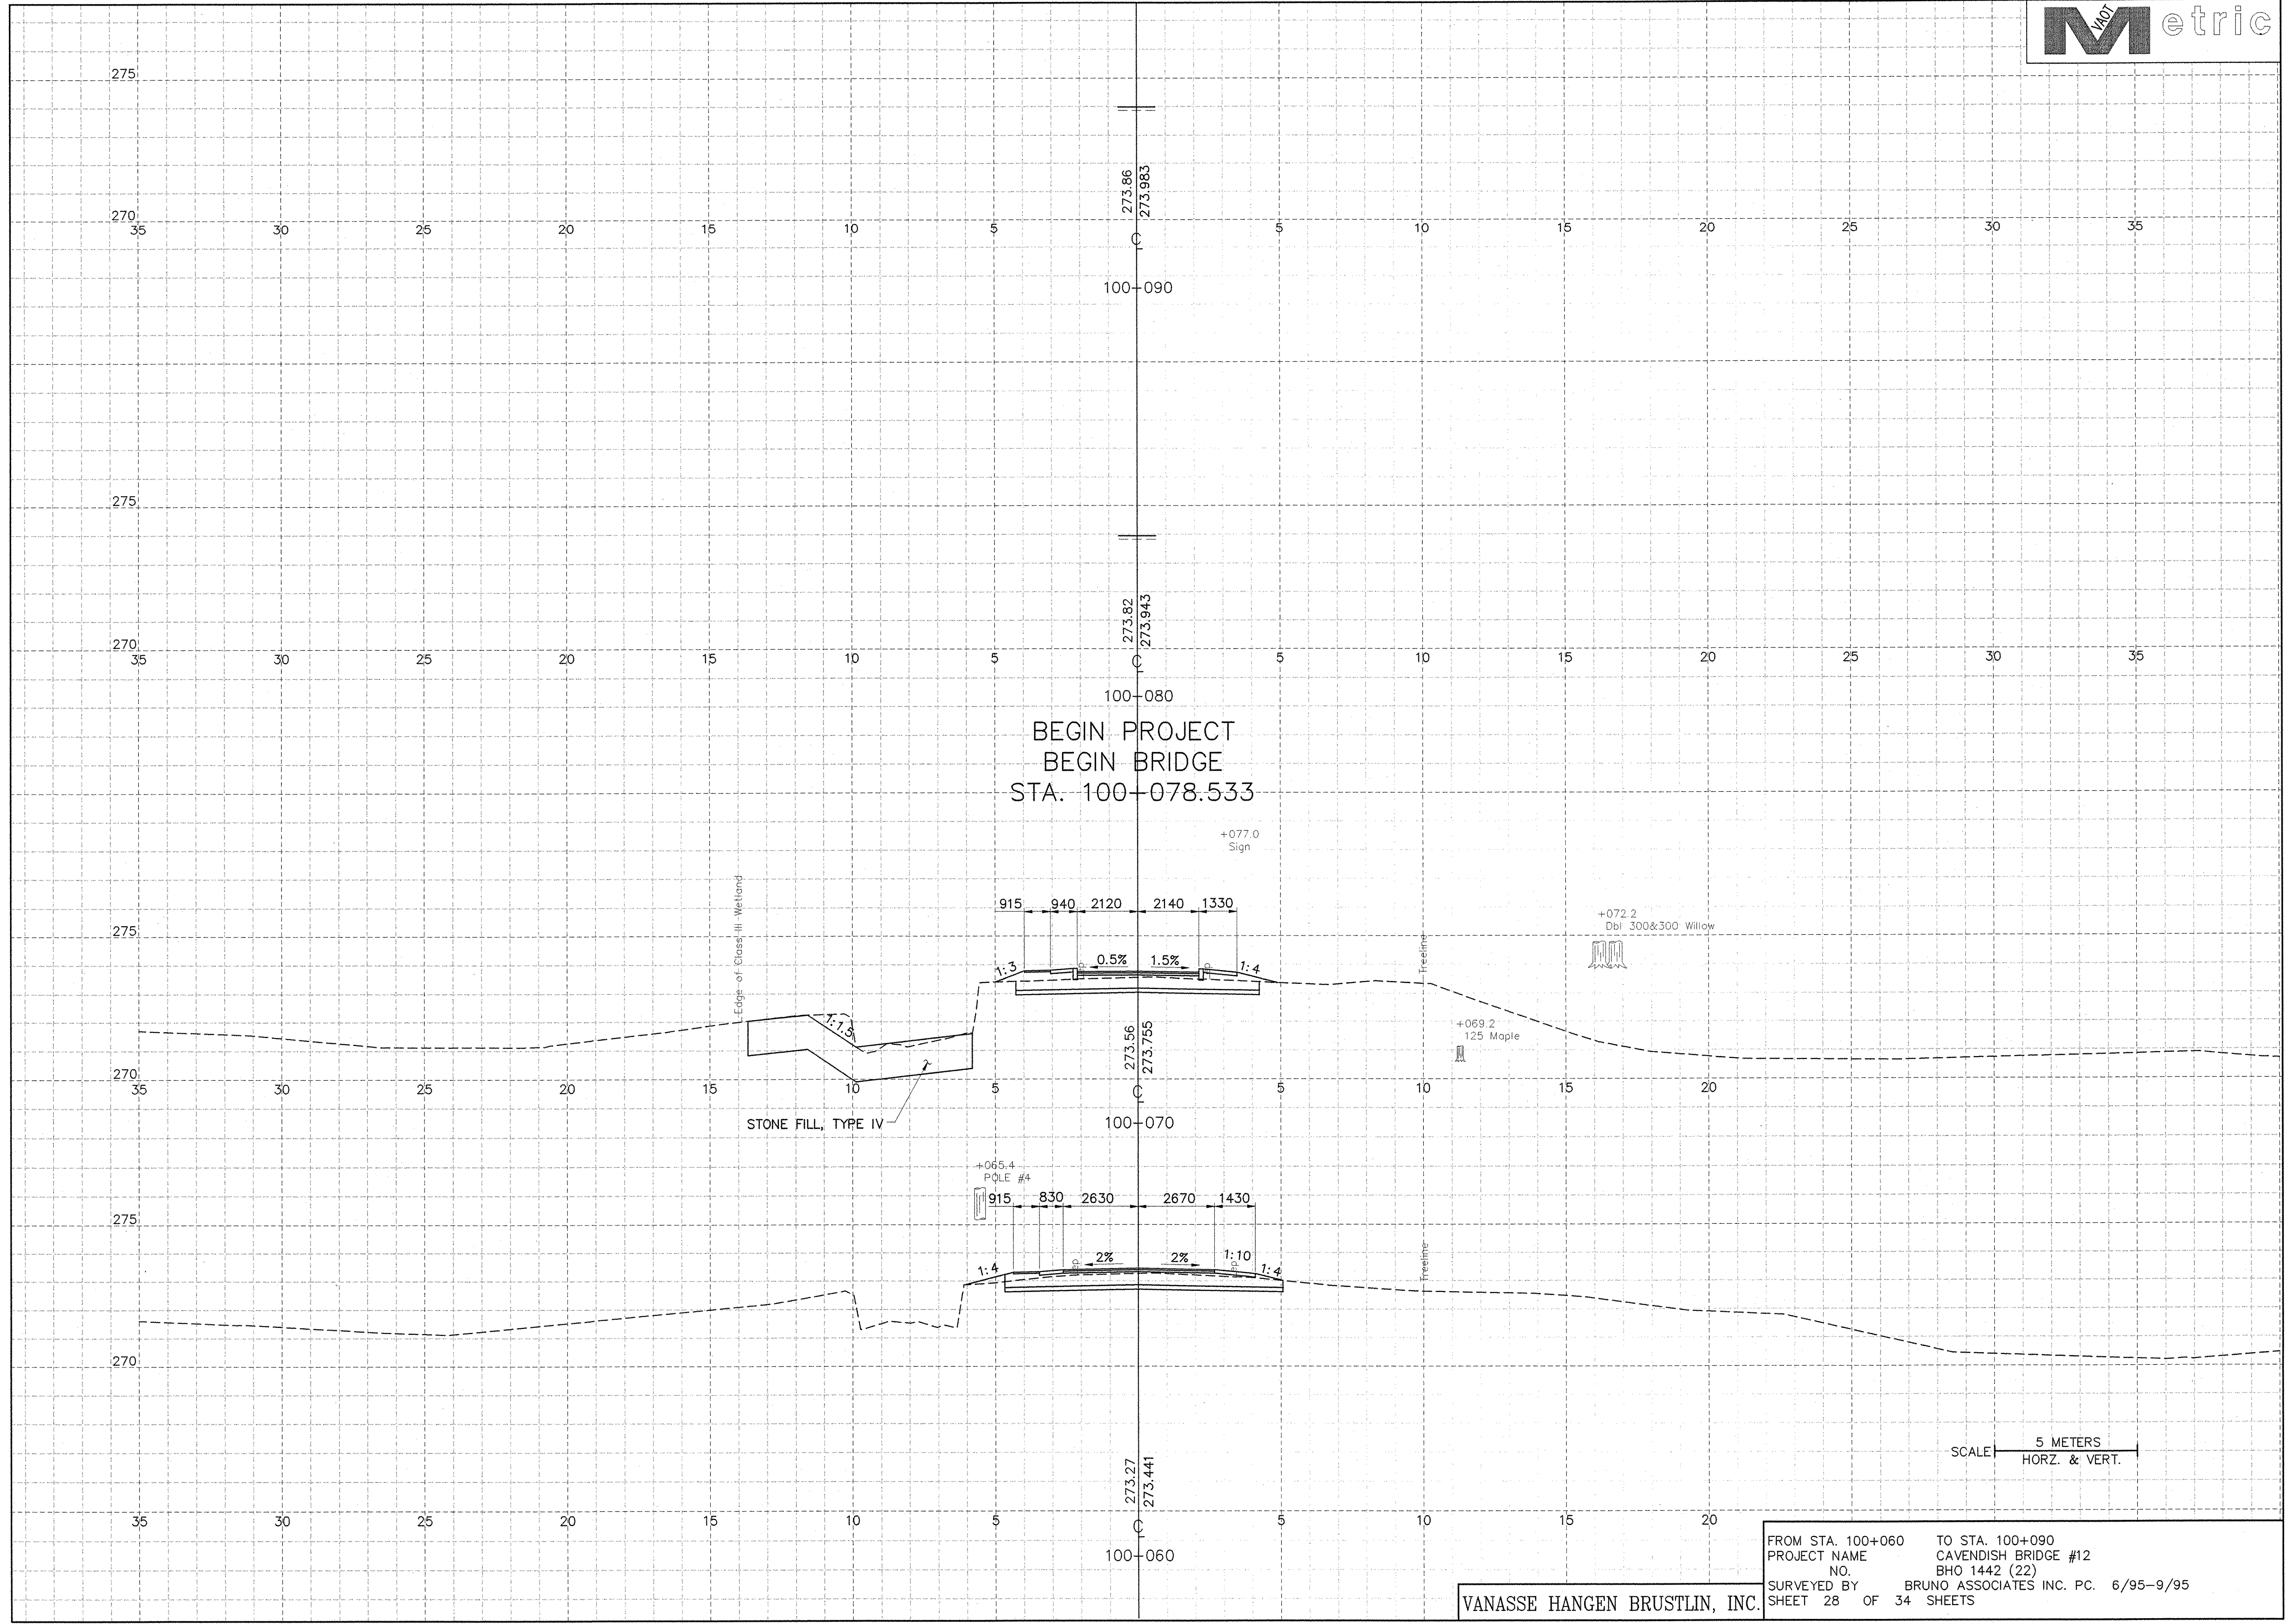 VAOT
Metric
275
273.86
273.983
270
35 30 25 20 15 10 5 C 5 10 15 20 25 30 35
100+090
275
273.82
273.943
270
35 30 25 20 15 10 5 C 5 10 15 20 25 30 35
100+080
BEGIN PROJECT
BEGIN BRIDGE
STA. 100+078.533
+077.0
Sign
Edge of Class III Wetland
915 940 2120 2140 1330
+072.2
Dbl 300&300 Willow
275
Treeline
1:3 0.5% 1.5% 1:4
1:1.5
273.56
273.755
+069.2
125 Maple
270
35 30 25 20 15 10 5 C 5 10 15 20
STONE FILL, TYPE IV
100+070
+065.4
POLE #4
915 830 2630 2670 1430
275
Treeline
1:4 ep 2% 2% 1:10 ep 1:4
270
SCALE 5 METERS
HORZ. & VERT.
273.27
273.441
35 30 25 20 15 10 5 C 5 10 15 20
100+060
FROM STA. 100+060 TO STA. 100+090
PROJECT NAME CAVENDISH BRIDGE #12
NO. BHO 1442 (22)
SURVEYED BY BRUNO ASSOCIATES INC. PC. 6/95-9/95
SHEET 28 OF 34 SHEETS
VANASSE HANGEN BRUSTLIN, INC.